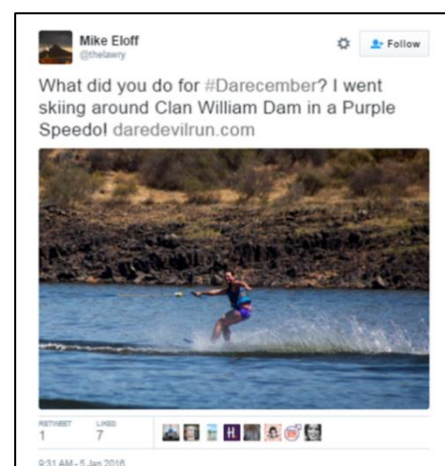 Mike Eloff
@thelawry
Follow
What did you do for #Darecember? I went
skiing around Clan William Dam in a Purple
Speedo! daredevilrun.com
RETWEET
LIKES
1
7
H
9:31 AM - 5 Jan 2016